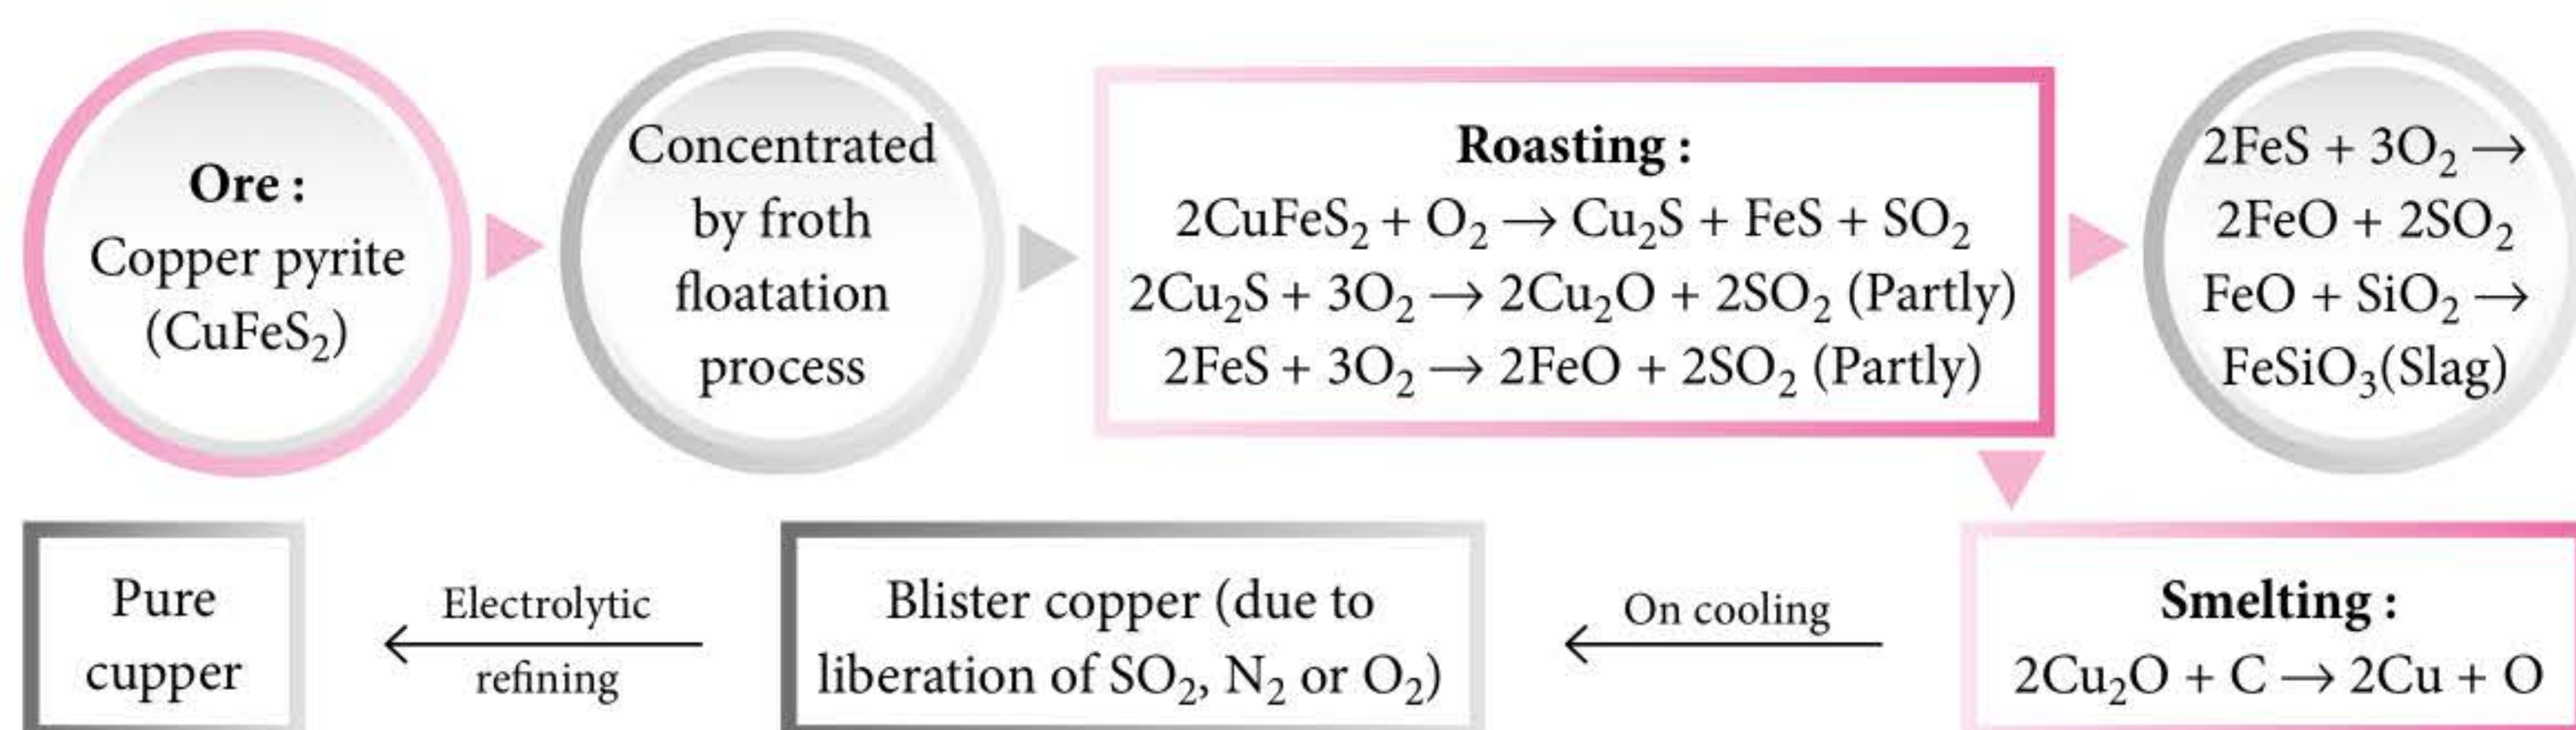 Ore :
Copper pyrite
(CuFeS₂)
Concentrated
by froth
floatation
process
Roasting :
2CuFeS₂ + O₂ → Cu₂S + FeS + SO₂
2Cu₂S + 3O₂ → 2Cu₂O + 2SO₂ (Partly)
2FeS + 3O₂ → 2FeO + 2SO₂ (Partly)
2FeS + 3O₂ →
2FeO + 2SO₂
FeO + SiO₂ →
FeSiO₃(Slag)
Smelting :
2Cu₂O + C → 2Cu + O
On cooling
Blister copper (due to
liberation of SO₂, N₂ or O₂)
Electrolytic
refining
Pure
cupper